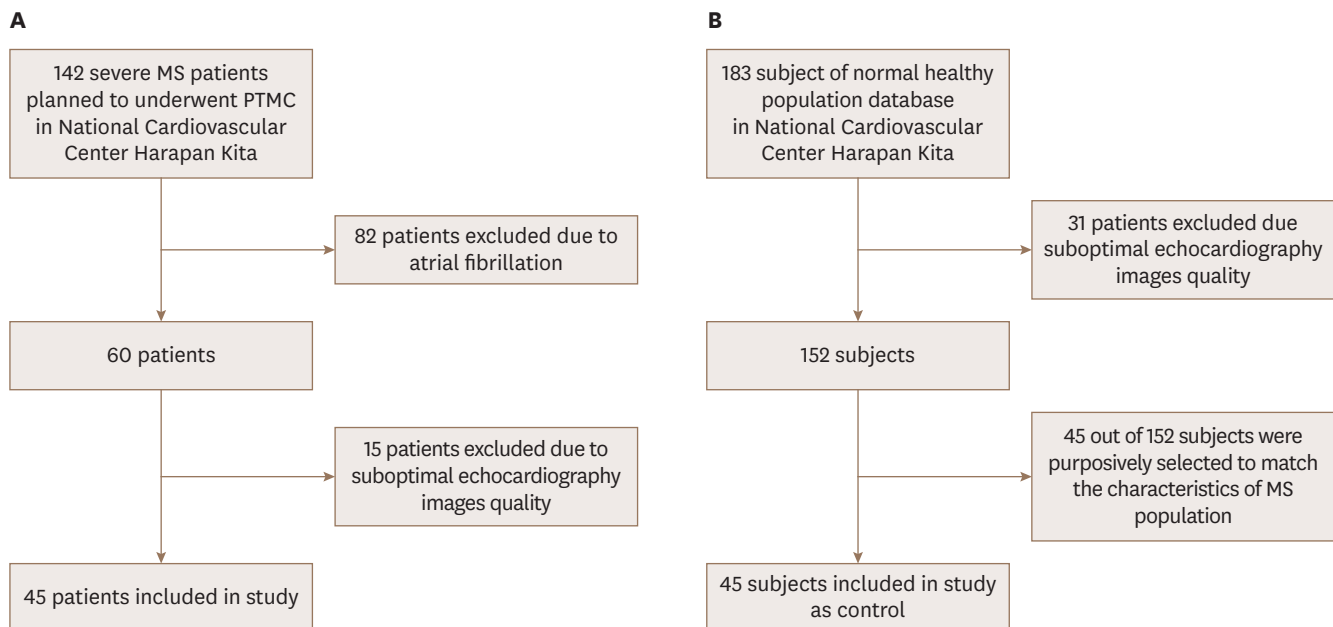 A
142 severe MS patients
planned to underwent PTMC
in National Cardiovascular
Center Harapan Kita
82 patients excluded due to
atrial fibrillation
60 patients
15 patients excluded due to
suboptimal echocardiography
images quality
45 patients included in study
B
183 subject of normal healthy
population database
in National Cardiovascular
Center Harapan Kita
31 patients excluded due
suboptimal echocardiography
images quality
152 subjects
45 out of 152 subjects were
purposively selected to match
the characteristics of MS
population
45 subjects included in study
as control